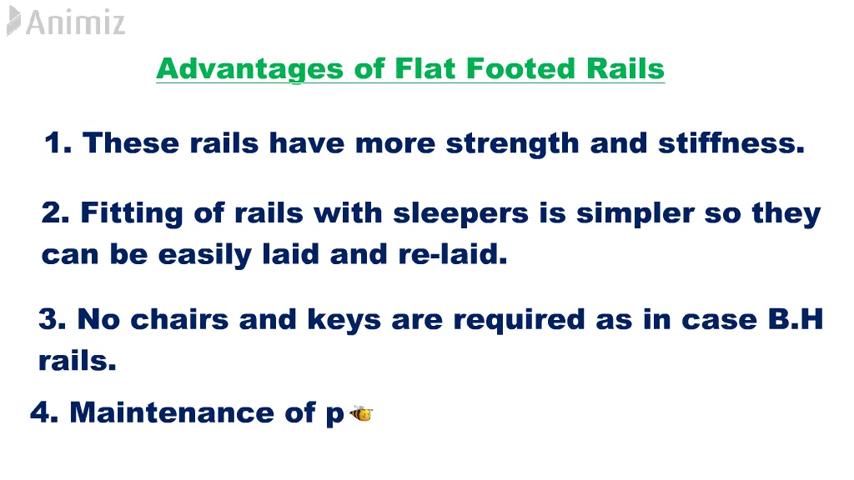 Animiz
Advantages of Flat Footed Rails
1. These rails have more strength and stiffness.
2. Fitting of rails with sleepers is simpler so they
can be easily laid and re-laid.
3. No chairs and keys are required as in case B.H
rails.
4. Maintenance of p